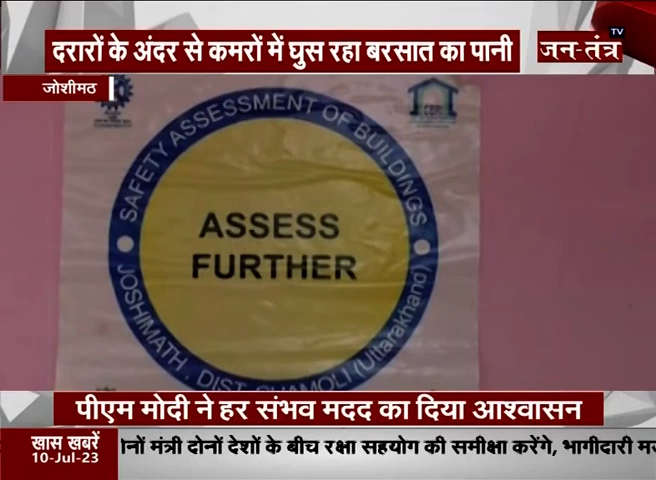 दरारों के अंदर से कमरों में घुस रहा बरसात का पानी
जन-तंत्र TV
जोशीमठ
SAFETY ASSESSMENT OF BUILDINGS
ASSESS
FURTHER
JOSHIMATH, DIST. CHAMOLI (Uttarakhand)
पीएम मोदी ने हर संभव मदद का दिया आश्वासन
खास खबरें
10-Jul-23
मंत्री दोनों देशों के बीच रक्षा सहयोग की समीक्षा करेंगे, भागीदारी